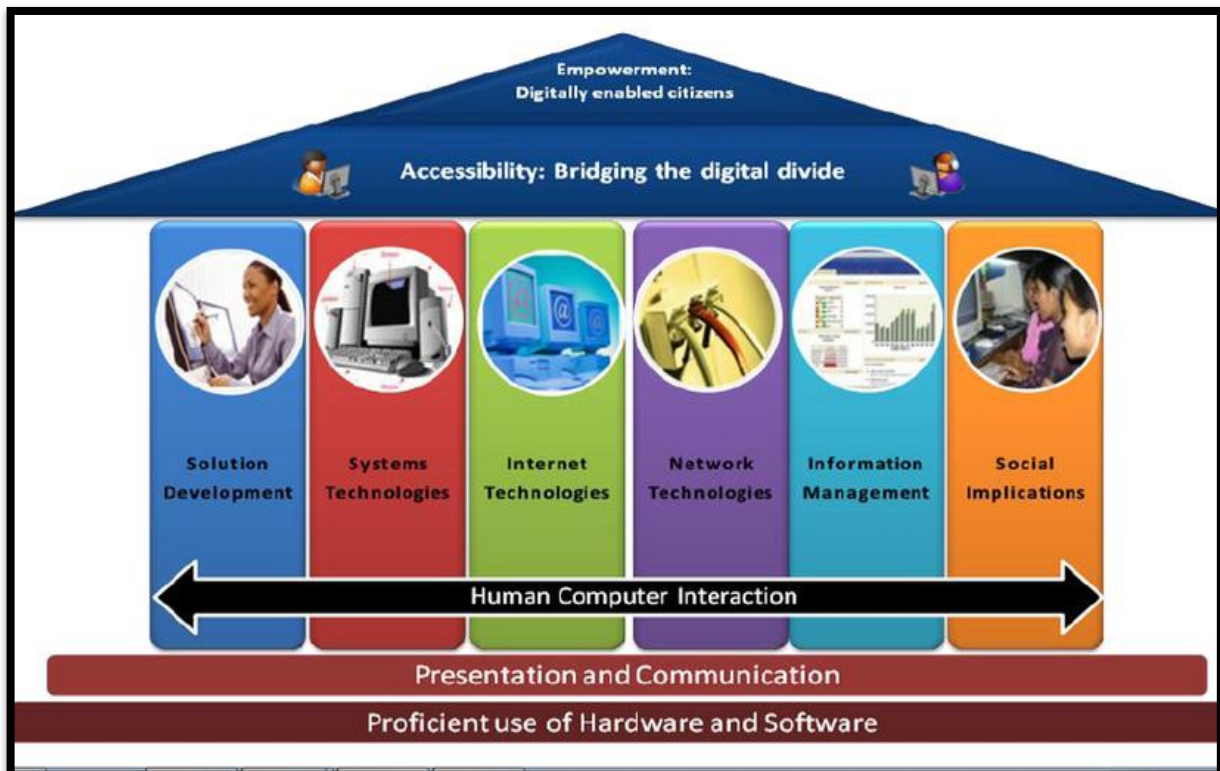 Empowerment:
Digitally enabled citizens
Accessibility: Bridging the digital divide
Solution
Development
Systems
Technologies
Internet
Technologies
Network
Technologies
Information
Management
Social
Implications
Human Computer Interaction
Presentation and Communication
Proficient use of Hardware and Software